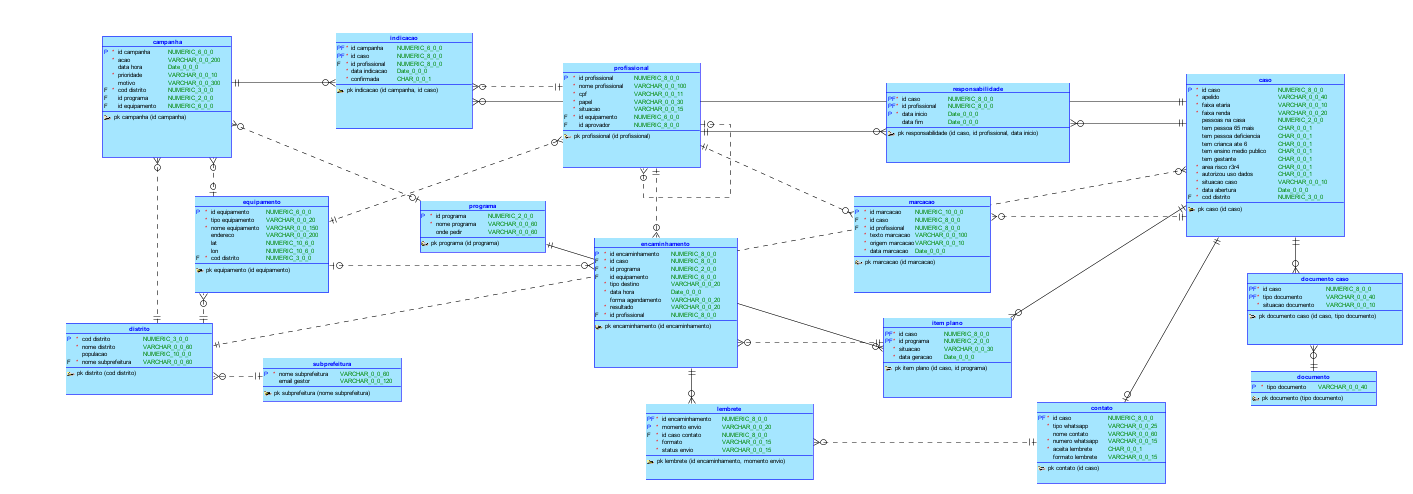 campanha
P * id campanha NUMERIC_6_0_0
* acao VARCHAR_0_0_200
data hora Date_0_0_0
* prioridade VARCHAR_0_0_10
* motivo VARCHAR_0_0_300
F * cod distrito NUMERIC_3_0_0
F id programa NUMERIC_2_0_0
F id equipamento NUMERIC_6_0_0
pk campanha (id campanha)
indicacao
PF * id campanha NUMERIC_6_0_0
PF * id caso NUMERIC_8_0_0
F * id profissional NUMERIC_8_0_0
* data indicacao Date_0_0_0
* confirmada CHAR_0_0_1
pk indicacao (id campanha, id caso)
profissional
P * id profissional NUMERIC_8_0_0
* nome profissional VARCHAR_0_0_100
* cpf VARCHAR_0_0_11
* papel VARCHAR_0_0_30
* situacao VARCHAR_0_0_15
F * id equipamento NUMERIC_6_0_0
F id aprovador NUMERIC_8_0_0
pk profissional (id profissional)
responsabilidade
PF * id caso NUMERIC_8_0_0
PF * id profissional NUMERIC_8_0_0
P * data inicio Date_0_0_0
data fim Date_0_0_0
pk responsabilidade (id caso, id profissional, data inicio)
caso
P * id caso NUMERIC_8_0_0
* apelido VARCHAR_0_0_40
* faixa etaria VARCHAR_0_0_10
* faixa renda VARCHAR_0_0_20
pessoas na casa NUMERIC_2_0_0
tem pessoa 65 mais CHAR_0_0_1
tem pessoa deficiencia CHAR_0_0_1
tem crianca ate 6 CHAR_0_0_1
tem ensino medio publico CHAR_0_0_1
tem gestante CHAR_0_0_1
* area risco r3r4 CHAR_0_0_1
* autorizou uso dados CHAR_0_0_1
* situacao caso VARCHAR_0_0_10
* data abertura Date_0_0_0
F * cod distrito NUMERIC_3_0_0
pk caso (id caso)
equipamento
P * id equipamento NUMERIC_6_0_0
* tipo equipamento VARCHAR_0_0_20
* nome equipamento VARCHAR_0_0_150
endereco VARCHAR_0_0_200
lat NUMERIC_10_6_0
lon NUMERIC_10_6_0
F * cod distrito NUMERIC_3_0_0
pk equipamento (id equipamento)
programa
P * id programa NUMERIC_2_0_0
* nome programa VARCHAR_0_0_60
onde pedir VARCHAR_0_0_60
pk programa (id programa)
marcacao
P * id marcacao NUMERIC_10_0_0
F * id caso NUMERIC_8_0_0
F * id profissional NUMERIC_8_0_0
* texto marcacao VARCHAR_0_0_100
* origem marcacao VARCHAR_0_0_10
* data marcacao Date_0_0_0
pk marcacao (id marcacao)
encaminhamento
P * id encaminhamento NUMERIC_8_0_0
F * id caso NUMERIC_8_0_0
F * id programa NUMERIC_2_0_0
F id equipamento NUMERIC_6_0_0
* tipo destino VARCHAR_0_0_20
* data hora Date_0_0_0
forma agendamento VARCHAR_0_0_20
* resultado VARCHAR_0_0_20
F * id profissional NUMERIC_8_0_0
pk encaminhamento (id encaminhamento)
documento caso
PF * id caso NUMERIC_8_0_0
PF * tipo documento VARCHAR_0_0_40
* situacao documento VARCHAR_0_0_10
pk documento caso (id caso, tipo documento)
distrito
P * cod distrito NUMERIC_3_0_0
* nome distrito VARCHAR_0_0_60
populacao NUMERIC_10_0_0
F * nome subprefeitura VARCHAR_0_0_60
pk distrito (cod distrito)
item plano
PF * id caso NUMERIC_8_0_0
PF * id programa NUMERIC_2_0_0
* situacao VARCHAR_0_0_30
* data geracao Date_0_0_0
pk item plano (id caso, id programa)
subprefeitura
P * nome subprefeitura VARCHAR_0_0_60
email gestor VARCHAR_0_0_120
pk subprefeitura (nome subprefeitura)
documento
P * tipo documento VARCHAR_0_0_40
pk documento (tipo documento)
lembrete
PF * id encaminhamento NUMERIC_8_0_0
P * momento envio VARCHAR_0_0_20
F * id caso contato NUMERIC_8_0_0
* formato VARCHAR_0_0_15
* status envio VARCHAR_0_0_15
pk lembrete (id encaminhamento, momento envio)
contato
PF * id caso NUMERIC_8_0_0
* tipo whatsapp VARCHAR_0_0_25
nome contato VARCHAR_0_0_60
* numero whatsapp VARCHAR_0_0_15
* aceita lembrete CHAR_0_0_1
formato lembrete VARCHAR_0_0_15
pk contato (id caso)